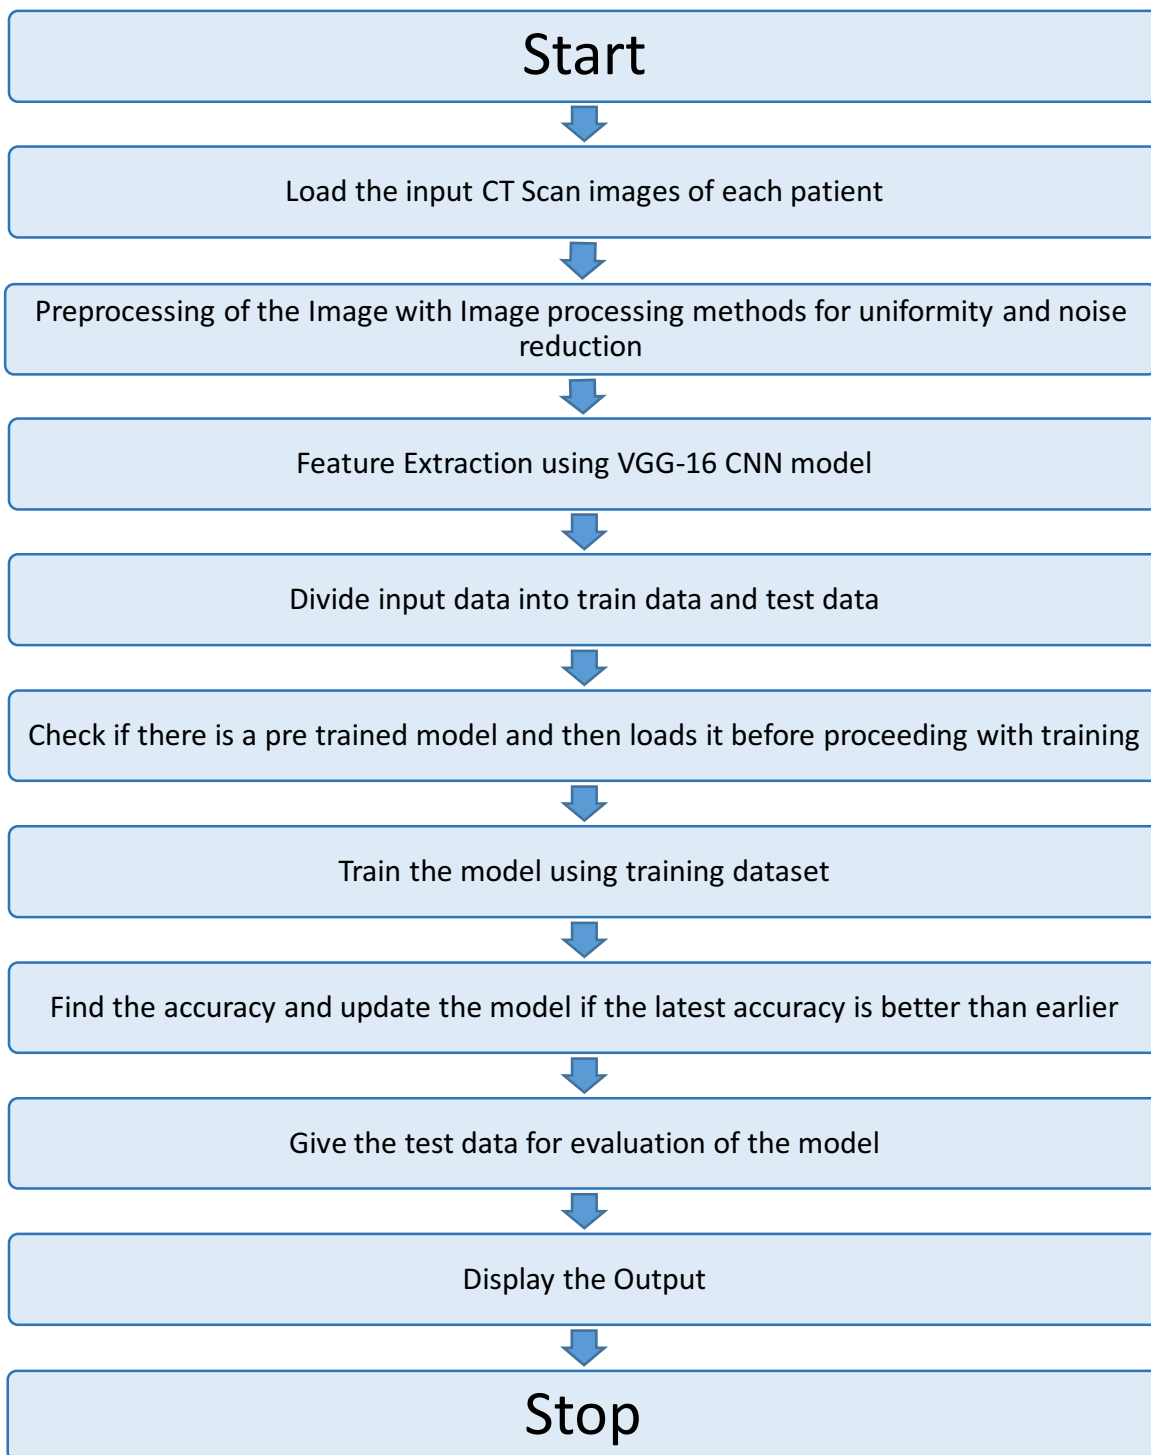 Start
Load the input CT Scan images of each patient
Preprocessing of the Image with Image processing methods for uniformity and noise
reduction
Feature Extraction using VGG-16 CNN model
Divide input data into train data and test data
Check if there is a pre trained model and then loads it before proceeding with training
Train the model using training dataset
Find the accuracy and update the model if the latest accuracy is better than earlier
Give the test data for evaluation of the model
Display the Output
Stop